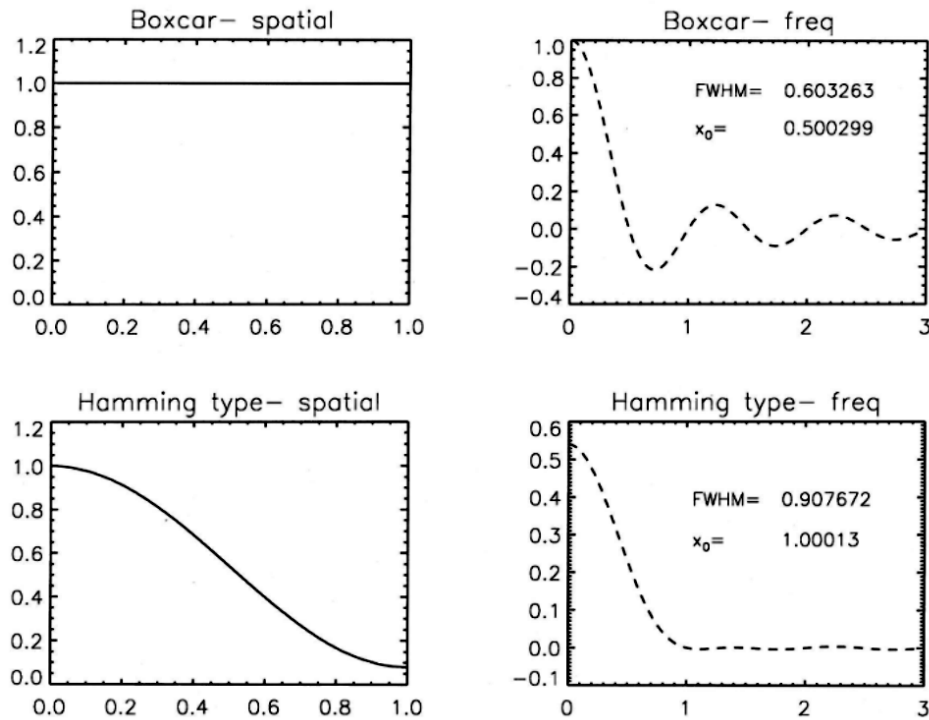 Boxcar– spatial
1.2
1.0
0.8
0.6
0.4
0.2
0.0
0.0 0.2 0.4 0.6 0.8 1.0
Boxcar– freq
1.0
0.8
0.6
0.4
0.2
0.0
−0.2
−0.4
0 1 2 3
FWHM= 0.603263
x₀= 0.500299
Hamming type– spatial
1.2
1.0
0.8
0.6
0.4
0.2
0.0
0.0 0.2 0.4 0.6 0.8 1.0
Hamming type– freq
0.6
0.5
0.4
0.3
0.2
0.1
0.0
−0.1
0 1 2 3
FWHM= 0.907672
x₀= 1.00013